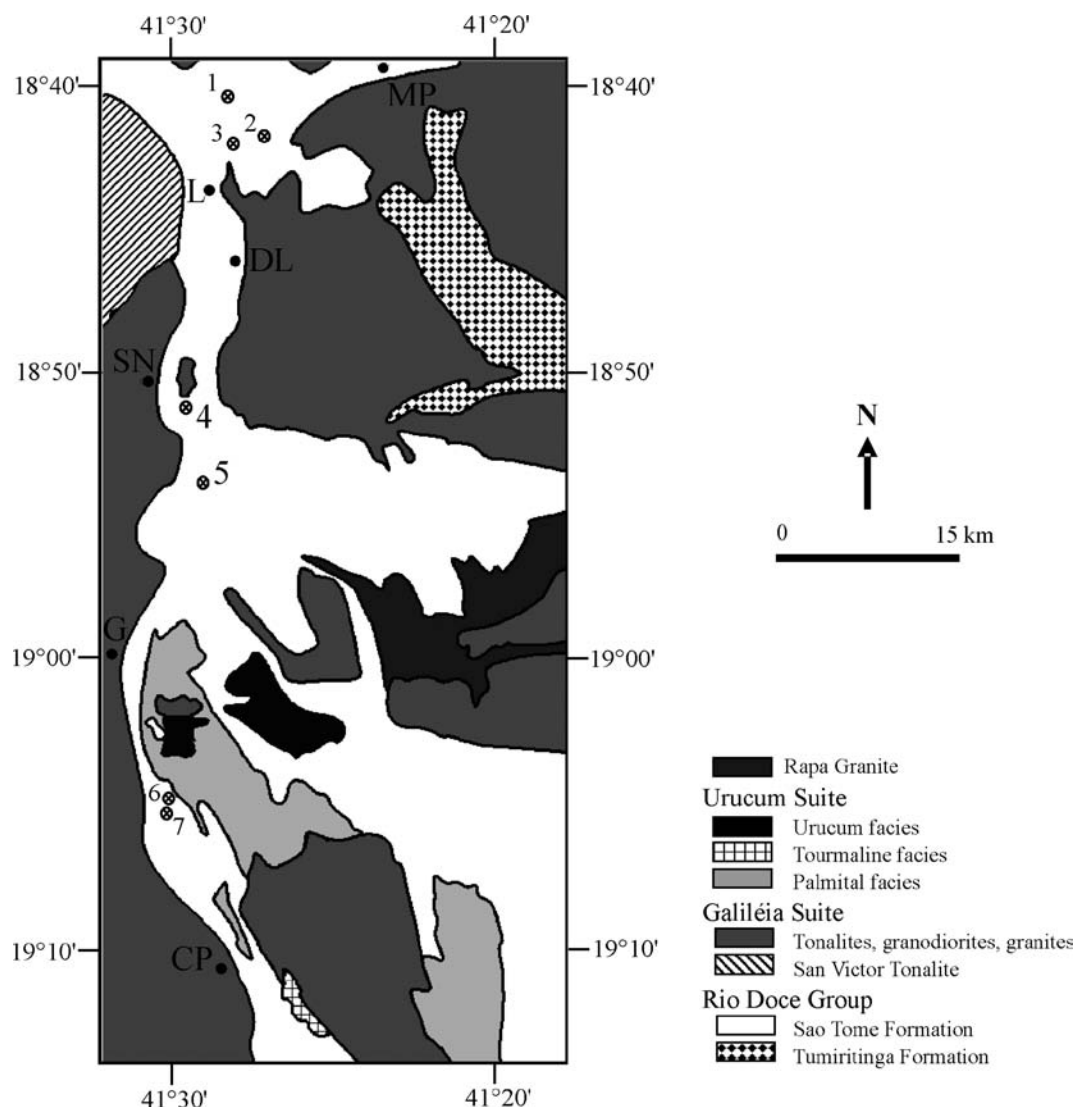 41°30' 41°20'
18°40'
1
MP
2
3
L
DL
SN
18°50' 18°50'
4
5
N
0 15 km
G
19°00' 19°00'
6
7
Rapa Granite
Urucum Suite
Urucum facies
Tourmaline facies
Palmital facies
Galiléia Suite
Tonalites, granodiorites, granites
San Victor Tonalite
Rio Doce Group
Sao Tome Formation
Tumiritinga Formation
19°10' 19°10'
CP
41°30' 41°20'
18°40'